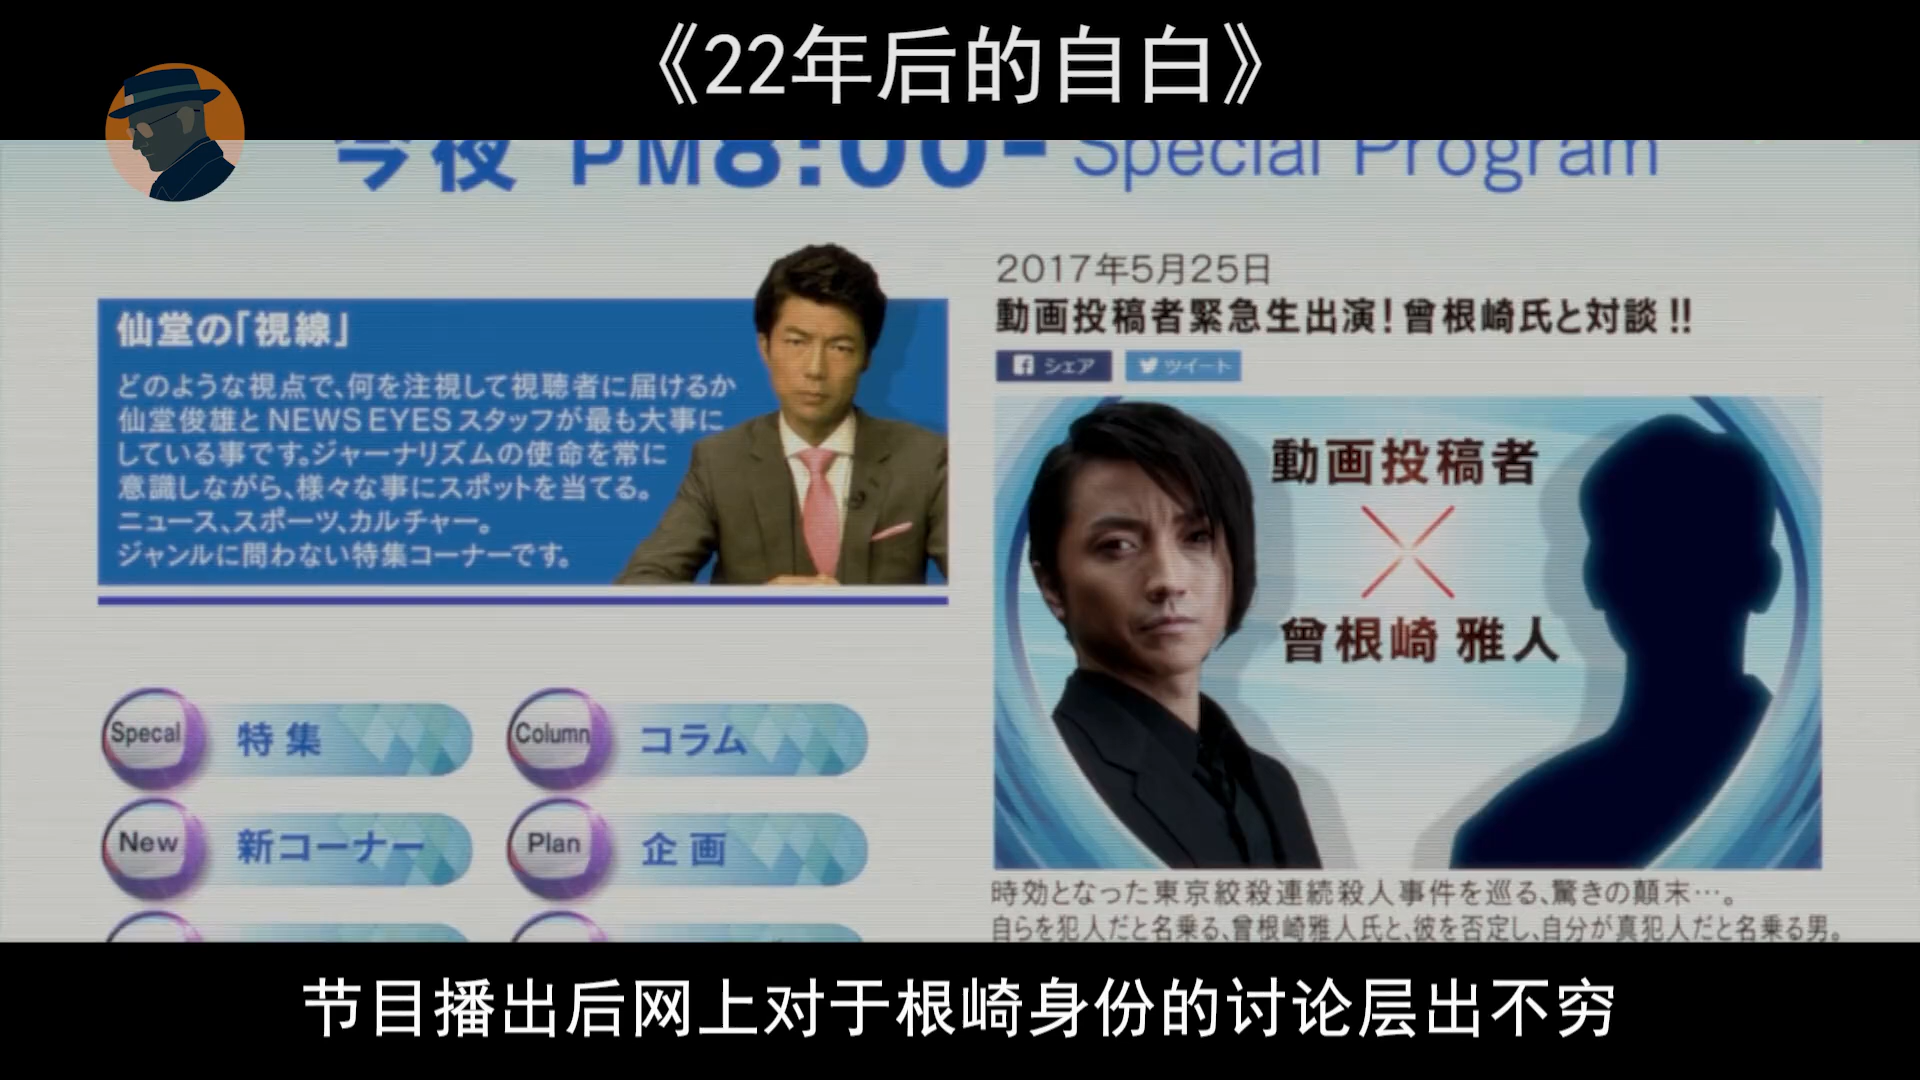 《22年后的自白》
今夜 PM8:00- Special Program
仙堂の「視線」
どのような視点で、何を注視して視聴者に届けるか
仙堂俊雄とNEWS EYESスタッフが最も大事に
している事です。ジャーナリズムの使命を常に
意識しながら、様々な事にスポットを当てる。
ニュース、スポーツ、カルチャー。
ジャンルに問わない特集コーナーです。
2017年5月25日
動画投稿者緊急生出演!曾根崎氏と対談!!
シェア
ツイート
動画投稿者
曾根崎 雅人
時効となった東京絞殺連続殺人事件を巡る、驚きの顛末…。
自らを犯人だと名乗る、曾根崎雅人氏と、彼を否定し、自分が真犯人だと名乗る男。
Specal 特集
Column コラム
New 新コーナー
Plan 企画
节目播出后网上对于根崎身份的讨论层出不穷